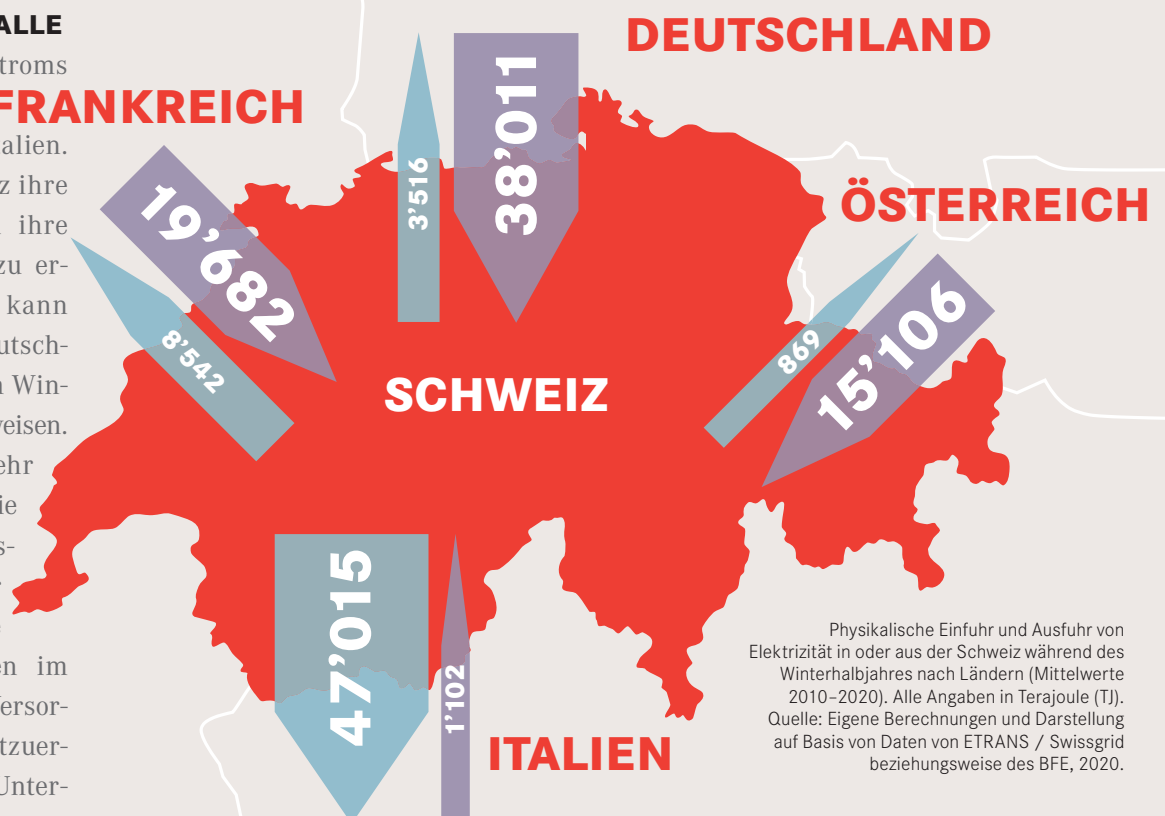 ALLE
troms
alien.
z ihre
ihre
zu er-
kann
utsch-
Win-
eisen.
ehr
ie
s-
en im
ersor-
tzuer-
Unter-
DEUTSCHLAND
FRANKREICH
ÖSTERREICH
3’516
38’011
19’682
8’542
SCHWEIZ
869
15’106
47’015
1’102
ITALIEN
Physikalische Einfuhr und Ausfuhr von
Elektrizität in oder aus der Schweiz während des
Winterhalbjahres nach Ländern (Mittelwerte
2010–2020). Alle Angaben in Terajoule (TJ).
Quelle: Eigene Berechnungen und Darstellung
auf Basis von Daten von ETRANS / Swissgrid
beziehungsweise des BFE, 2020.